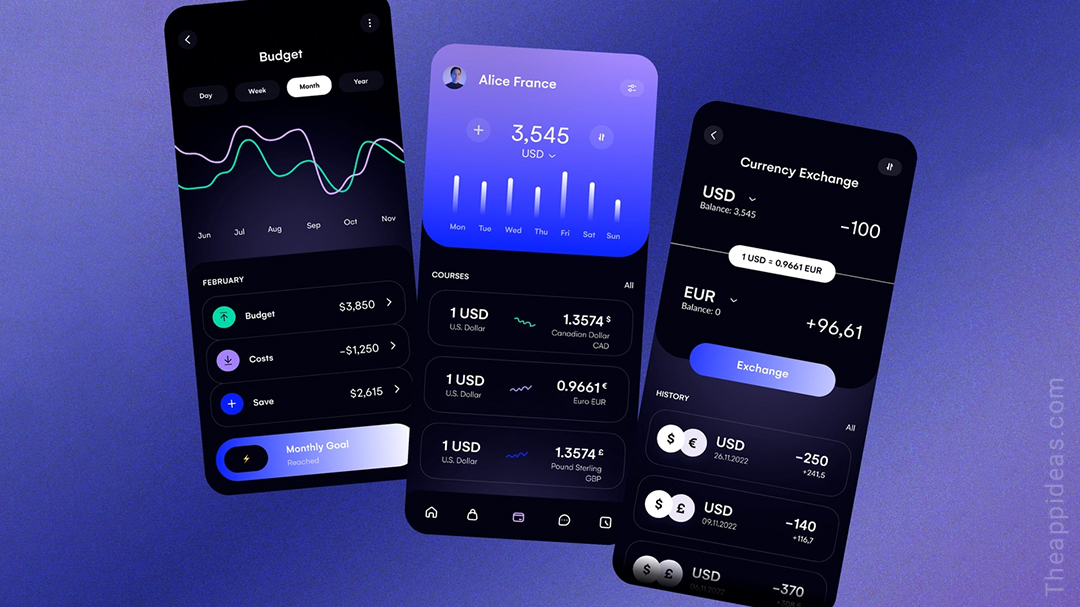 Budget
Day
Week
Month
Year
Jun
Jul
Aug
Sep
Oct
Nov
FEBRUARY
Budget
$3,850
Costs
-$1,250
Save
$2,615
Monthly Goal
Reached
Alice France
3,545
USD
Mon
Tue
Wed
Thu
Fri
Sat
Sun
COURSES
All
1 USD
U.S. Dollar
1.3574 $
Canadian Dollar
CAD
1 USD
U.S. Dollar
0.9661 €
Euro EUR
1 USD
U.S. Dollar
1.3574 £
Pound Sterling
GBP
Currency Exchange
USD
Balance: 3,545
-100
1 USD = 0.9661 EUR
EUR
Balance: 0
+96,61
Exchange
HISTORY
All
$ €
USD
26.11.2022
-250
+241,5
$ £
USD
09.11.2022
-140
+116,7
$ £
USD
06.11.2022
-370
Theappideas.com